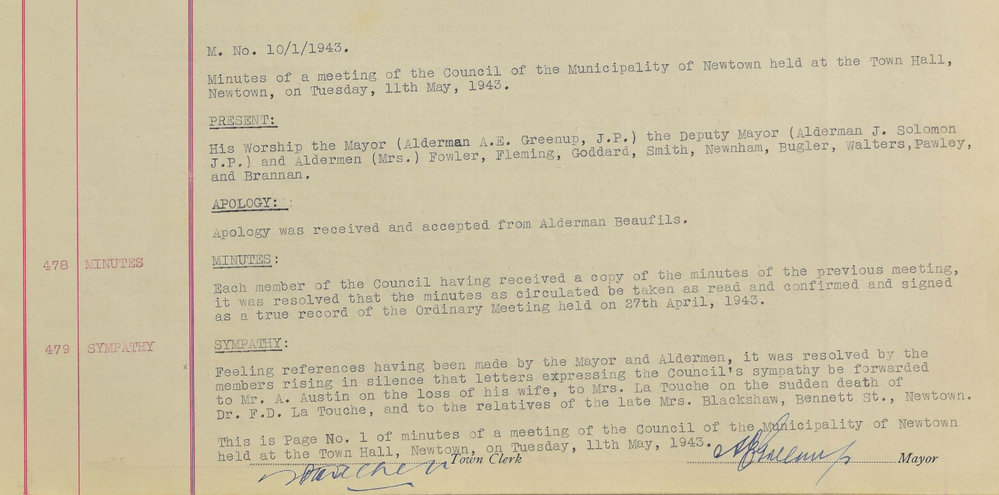 M. No. 10/1/1943.
Minutes of a meeting of the Council of the Municipality of Newtown held at the Town Hall,
Newtown, on Tuesday, 11th May, 1943.
PRESENT:
His Worship the Mayor (Alderman A.E. Greenup, J.P.) the Deputy Mayor (Alderman J. Solomon
J.P.) and Aldermen (Mrs.) Fowler, Fleming, Goddard, Smith, Newnham, Bugler, Walters,Pawley,
and Brannan.
APOLOGY:
Apology was received and accepted from Alderman Beaufils.
478 MINUTES MINUTES:
Each member of the Council having received a copy of the minutes of the previous meeting,
it was resolved that the minutes as circulated be taken as read and confirmed and signed
as a true record of the Ordinary Meeting held on 27th April, 1943.
479 SYMPATHY SYMPATHY:
x
Feeling references having been made by the Mayor and Aldermen, it was resolved by the
members rising in silence that letters expressing the Council's sympathy be forwarded
to Mr. A. Austin on the loss of his wife, to Mrs. La Touche on the sudden death of
Dr. F.D. La Touche, and to the relatives of the late Mrs. Blackshaw, Bennett St., Newtown.
This is Page No. 1 of minutes of a meeting of the Council of the Municipality of Newtown
held at the Town Hall, Newtown, on Tuesday, 11th May, 1943.
Town Clerk AEGreenup Mayor